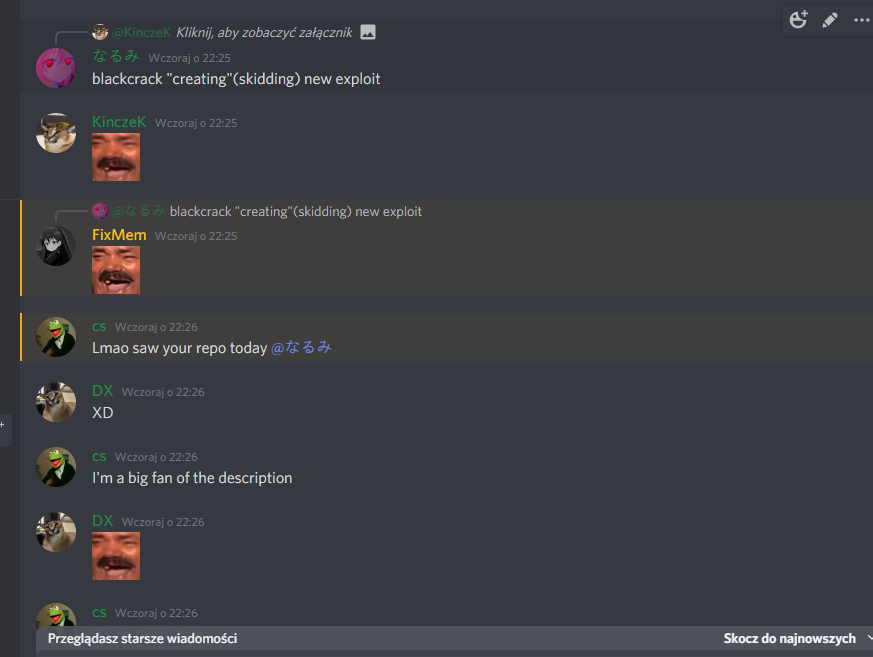 @KinczeK Kliknij, aby zobaczyć załącznik
なるみ Wczoraj o 22:25
blackcrack "creating"(skidding) new exploit
KinczeK Wczoraj o 22:25
@なるみ blackcrack "creating"(skidding) new exploit
FixMem Wczoraj o 22:25
cs Wczoraj o 22:26
Lmao saw your repo today @なるみ
DX Wczoraj o 22:26
XD
cs Wczoraj o 22:26
I'm a big fan of the description
DX Wczoraj o 22:26
cs Wczoraj o 22:26
Przeglądasz starsze wiadomości Skocz do najnowszych